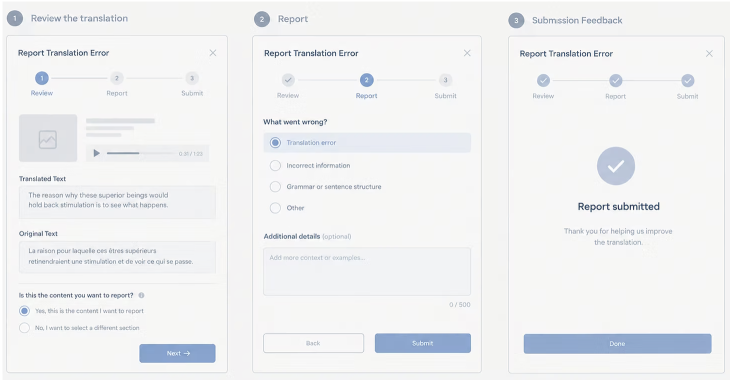 1 Review the translation
Report Translation Error
1 2 3
Review Report Submit
0:31 / 1:20
Translated Text
The reason why these superior beings would
hold back stimulation is to see what happens.
Original Text
La raison pour laquelle ces êtres supérieurs
retiendraient une stimulation et de voir ce qui se passe.
Is this the content you want to report?
Yes, this is the content I want to report
No, I want to select a different section
Next →
2 Report
Report Translation Error
2 3
Review Report Submit
What went wrong?
Translation error
Incorrect information
Grammar or sentence structure
Other
Additional details (optional)
Add more context or examples...
0 / 500
Back Submit
3 Submission Feedback
Report Translation Error
Review Report Submit
Report submitted
Thank you for helping us improve
the translation.
Done